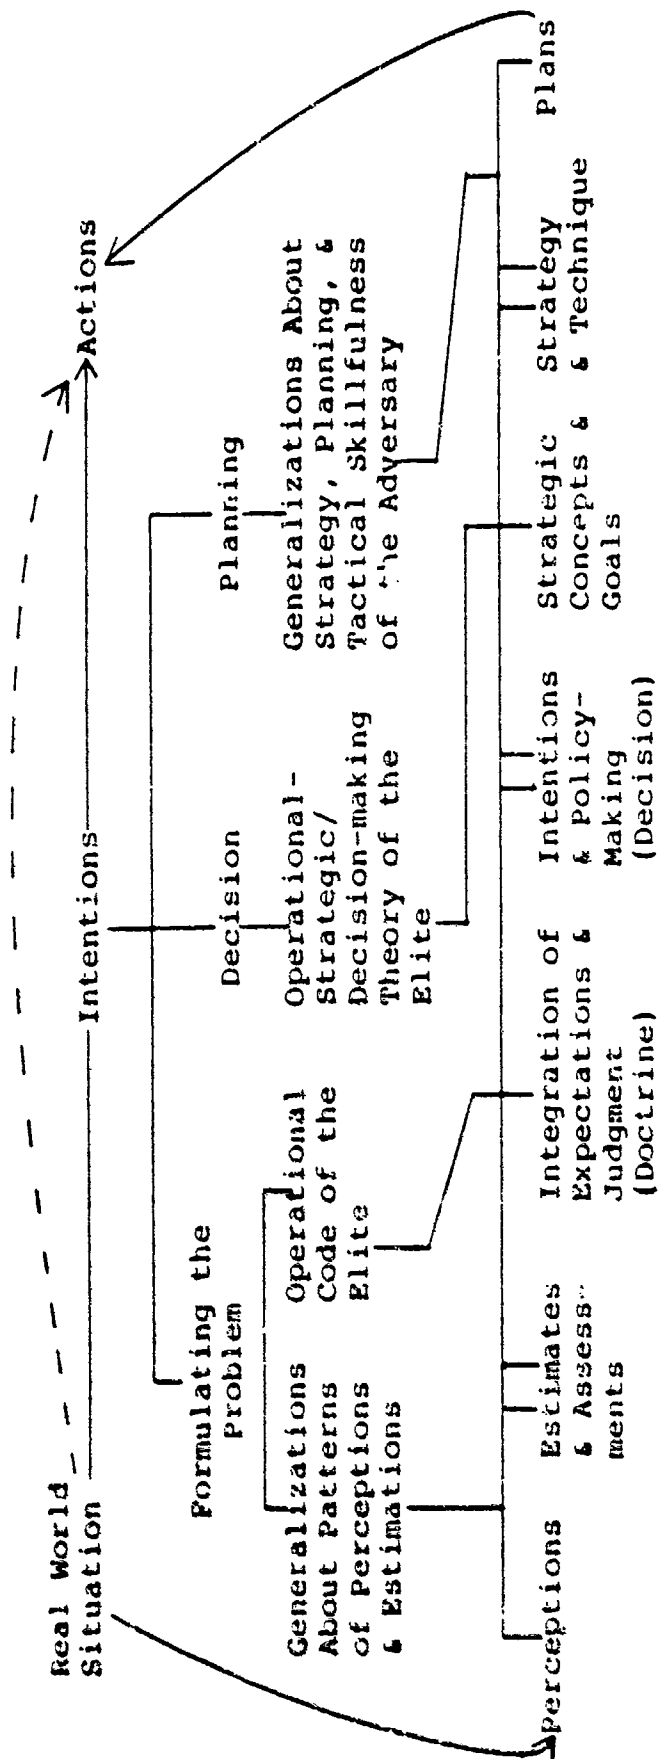 Real World
Situation
Intentions
Actions
Formulating the
Problem
Decision
Planning
Generalizations
About Patterns
of Perceptions
& Estimations
Operational
Code of the
Elite
Operational-
Strategic/
Decision-making
Theory of the
Elite
Generalizations About
Strategy, Planning, &
Tactical Skillfulness
of the Adversary
Perceptions
Estimates
& Assess-
ments
Integration of
Expectations &
Judgment
(Doctrine)
Intentions
& Policy-
Making
(Decision)
Strategic
Concepts &
Goals
Strategy
& Technique
Plans